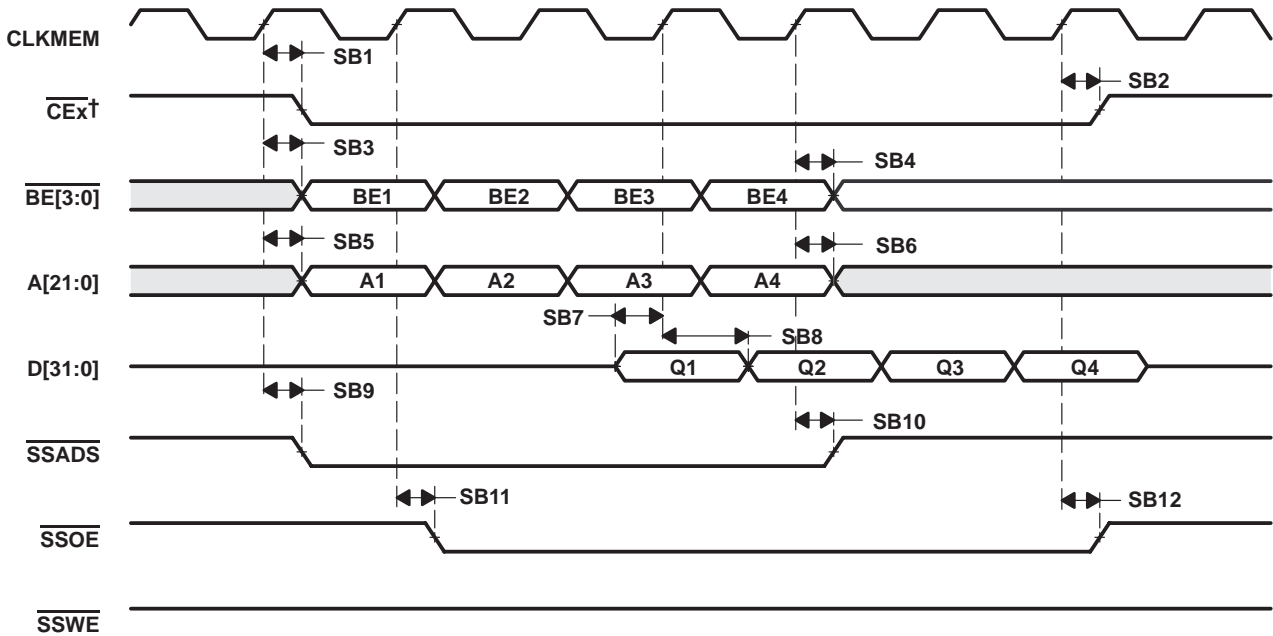 CLKMEM
SB1
SB2
CEx†
SB3
SB4
BE[3:0]
BE1 BE2 BE3 BE4
SB5
SB6
A[21:0]
A1 A2 A3 A4
SB7
SB8
D[31:0]
Q1 Q2 Q3 Q4
SB9
SB10
SSADS
SB11
SB12
SSOE
SSWE